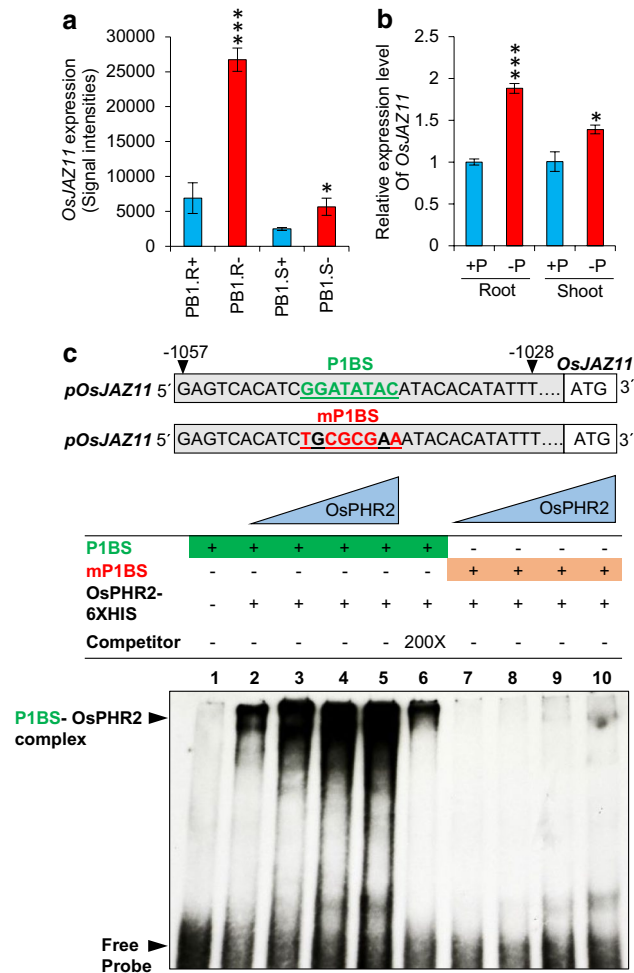 a
OsJAZ11 expression
(Signal intensities)
30000
25000
20000
15000
10000
5000
0
***
*
PB1.R+
PB1.R-
PB1.S+
PB1.S-
b
Relative expression level
Of OsJAZ11
2.5
2
1.5
1
0.5
0
***
*
+P -P +P -P
Root Shoot
c
-1057 -1028 OsJAZ11
P1BS
pOsJAZ11 5´ GAGTCACATCGGATATACATACACATATTT.... ATG 3´
mP1BS
pOsJAZ11 5´ GAGTCACATCTGCGCGAAATACACATATTT.... ATG 3´
OsPHR2 OsPHR2
P1BS + + + + + + - - - -
mP1BS - - - - - - + + + +
OsPHR2-
6XHIS - + + + + + + + + +
Competitor - - - - - 200X - - - -
1 2 3 4 5 6 7 8 9 10
P1BS- OsPHR2
complex
Free
Probe